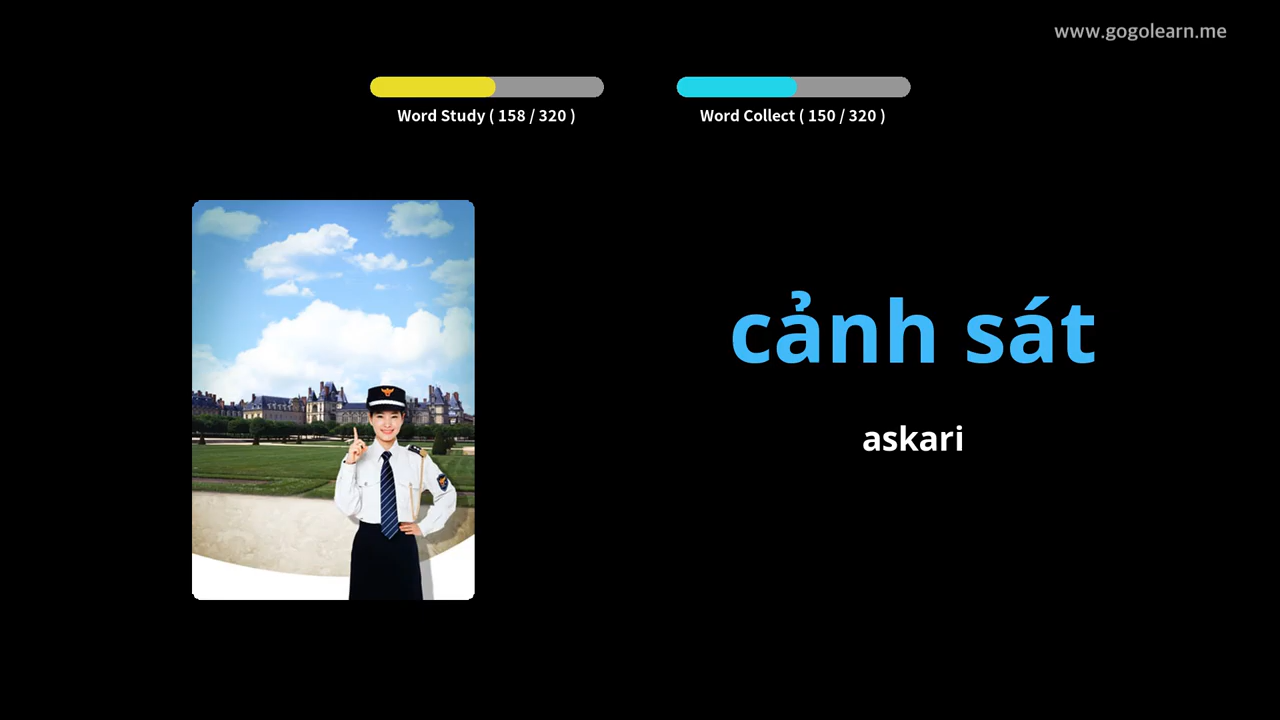 www.gogolearn.me
Word Study ( 158 / 320 )
Word Collect ( 150 / 320 )
cảnh sát
askari